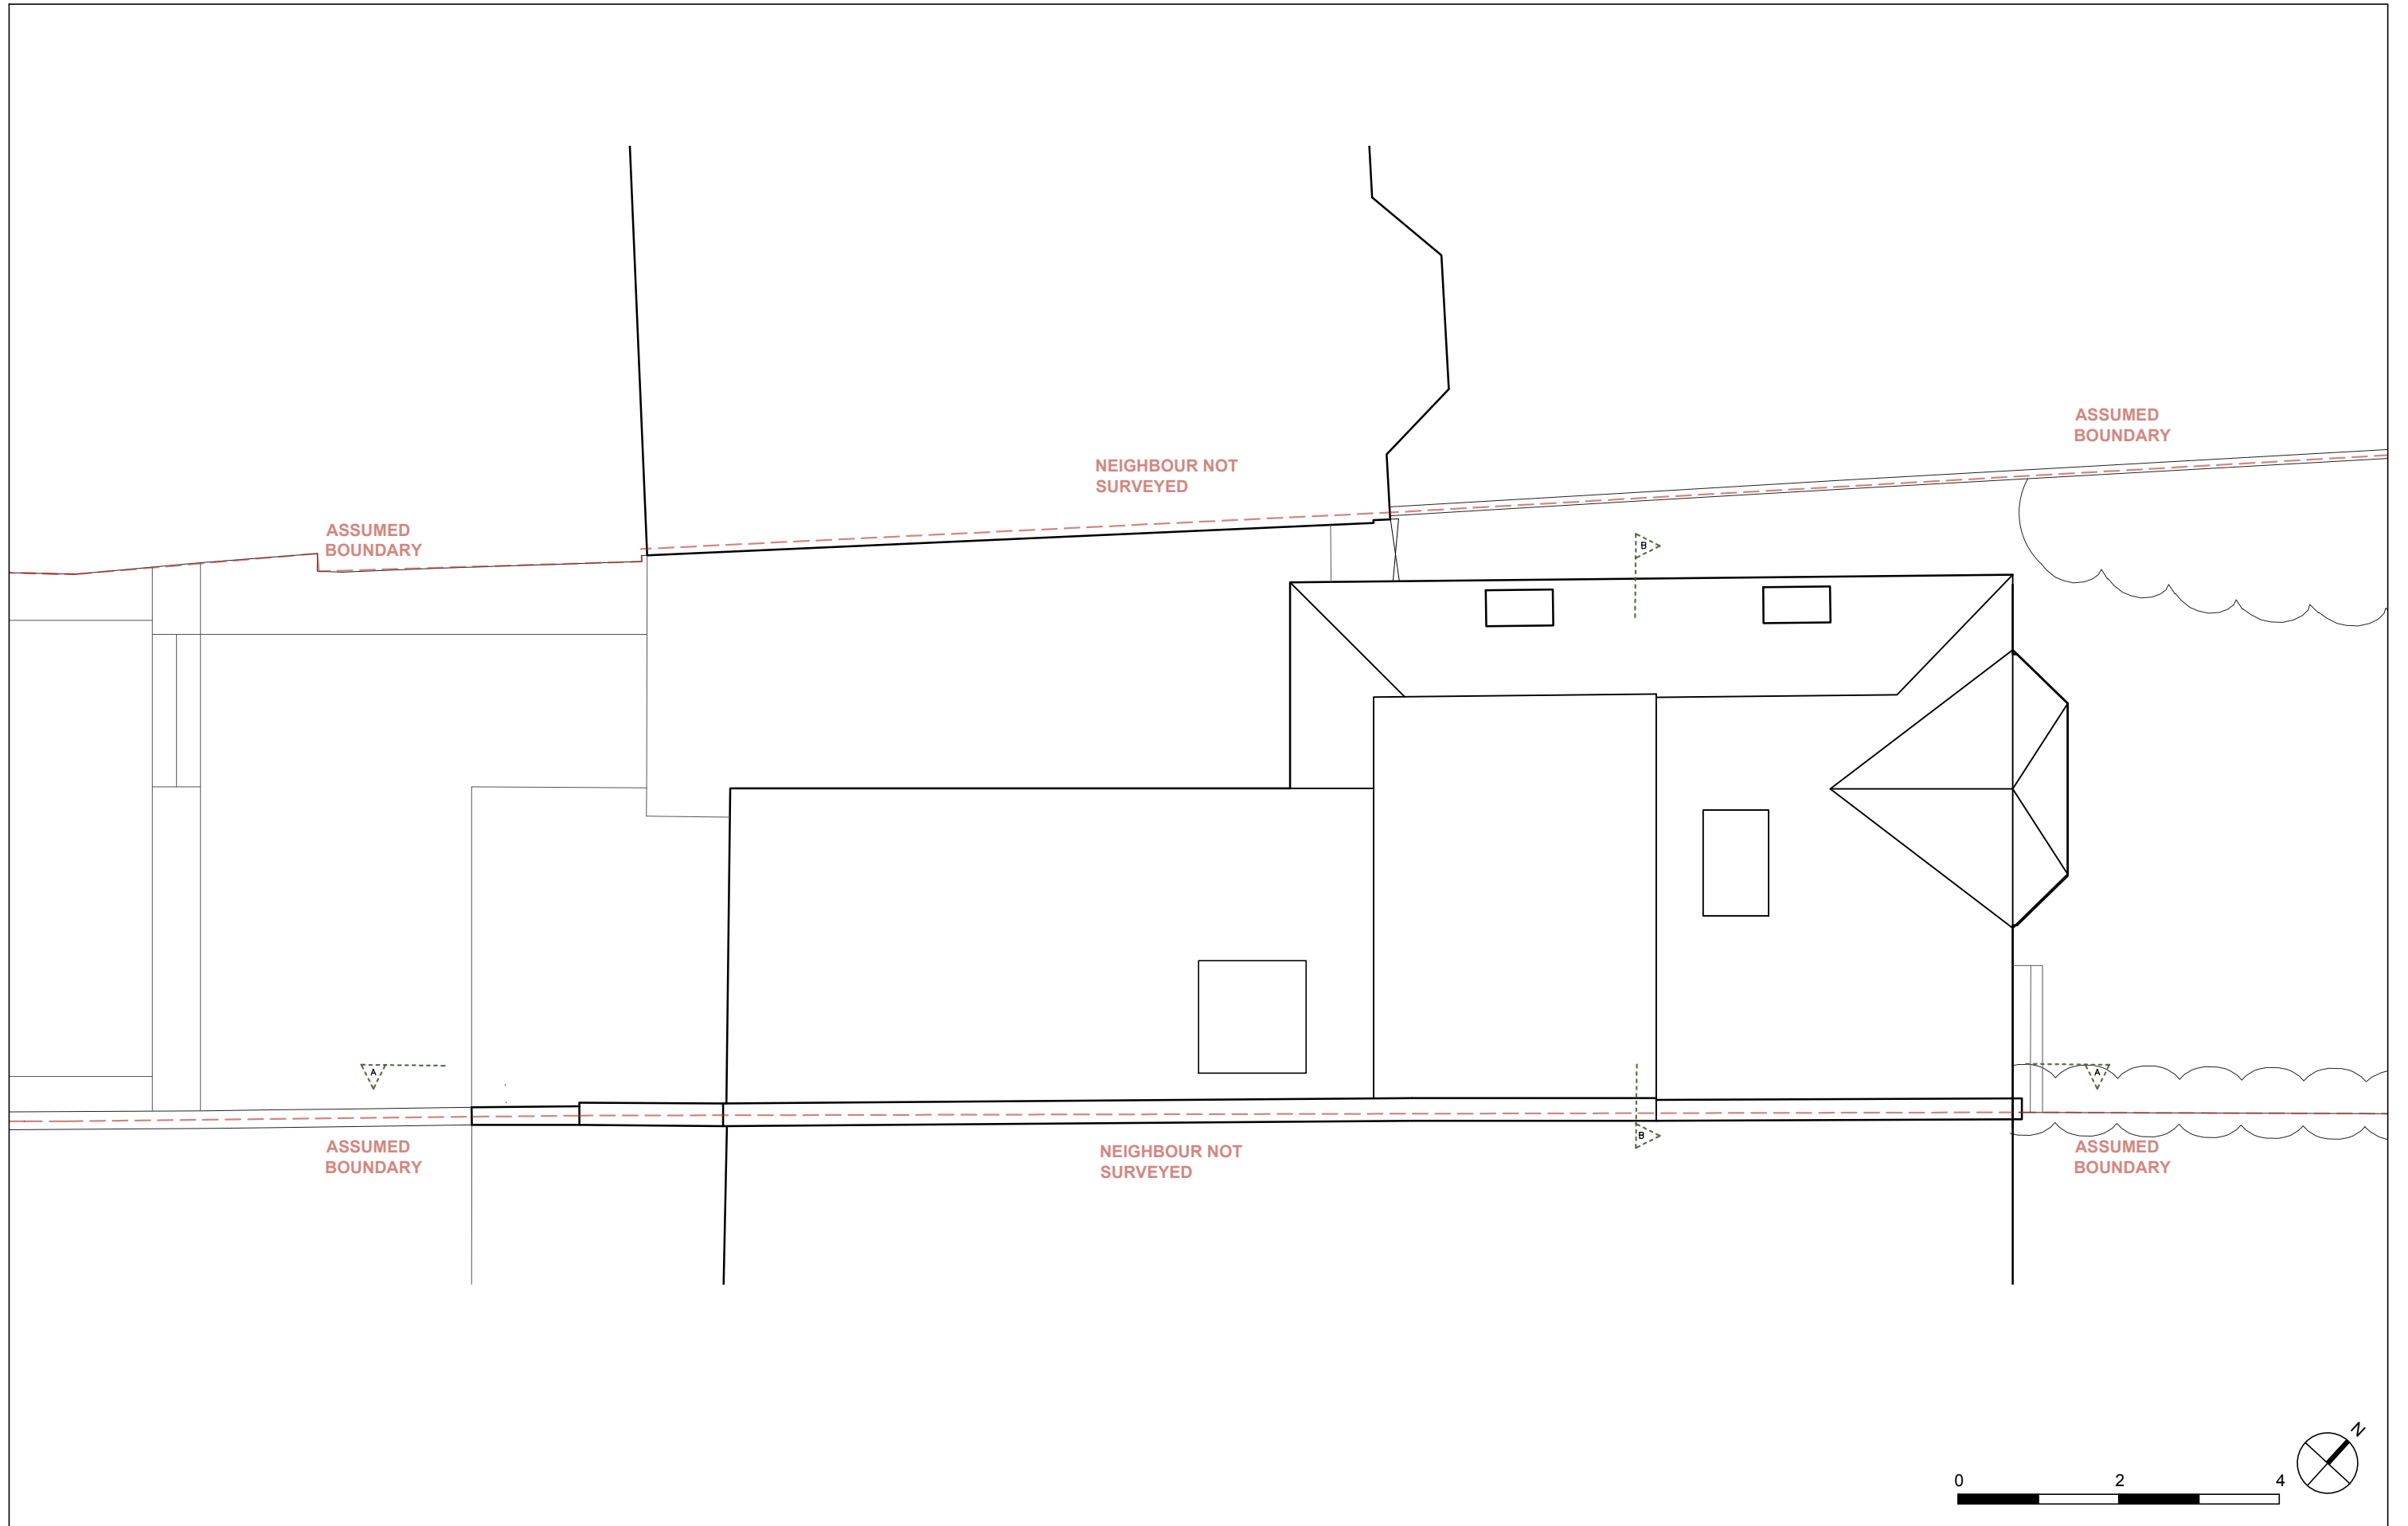 ASSUMED
BOUNDARY
NEIGHBOUR NOT
SURVEYED
ASSUMED
BOUNDARY
B
A
A
B
ASSUMED
BOUNDARY
NEIGHBOUR NOT
SURVEYED
ASSUMED
BOUNDARY
N
0 2 4